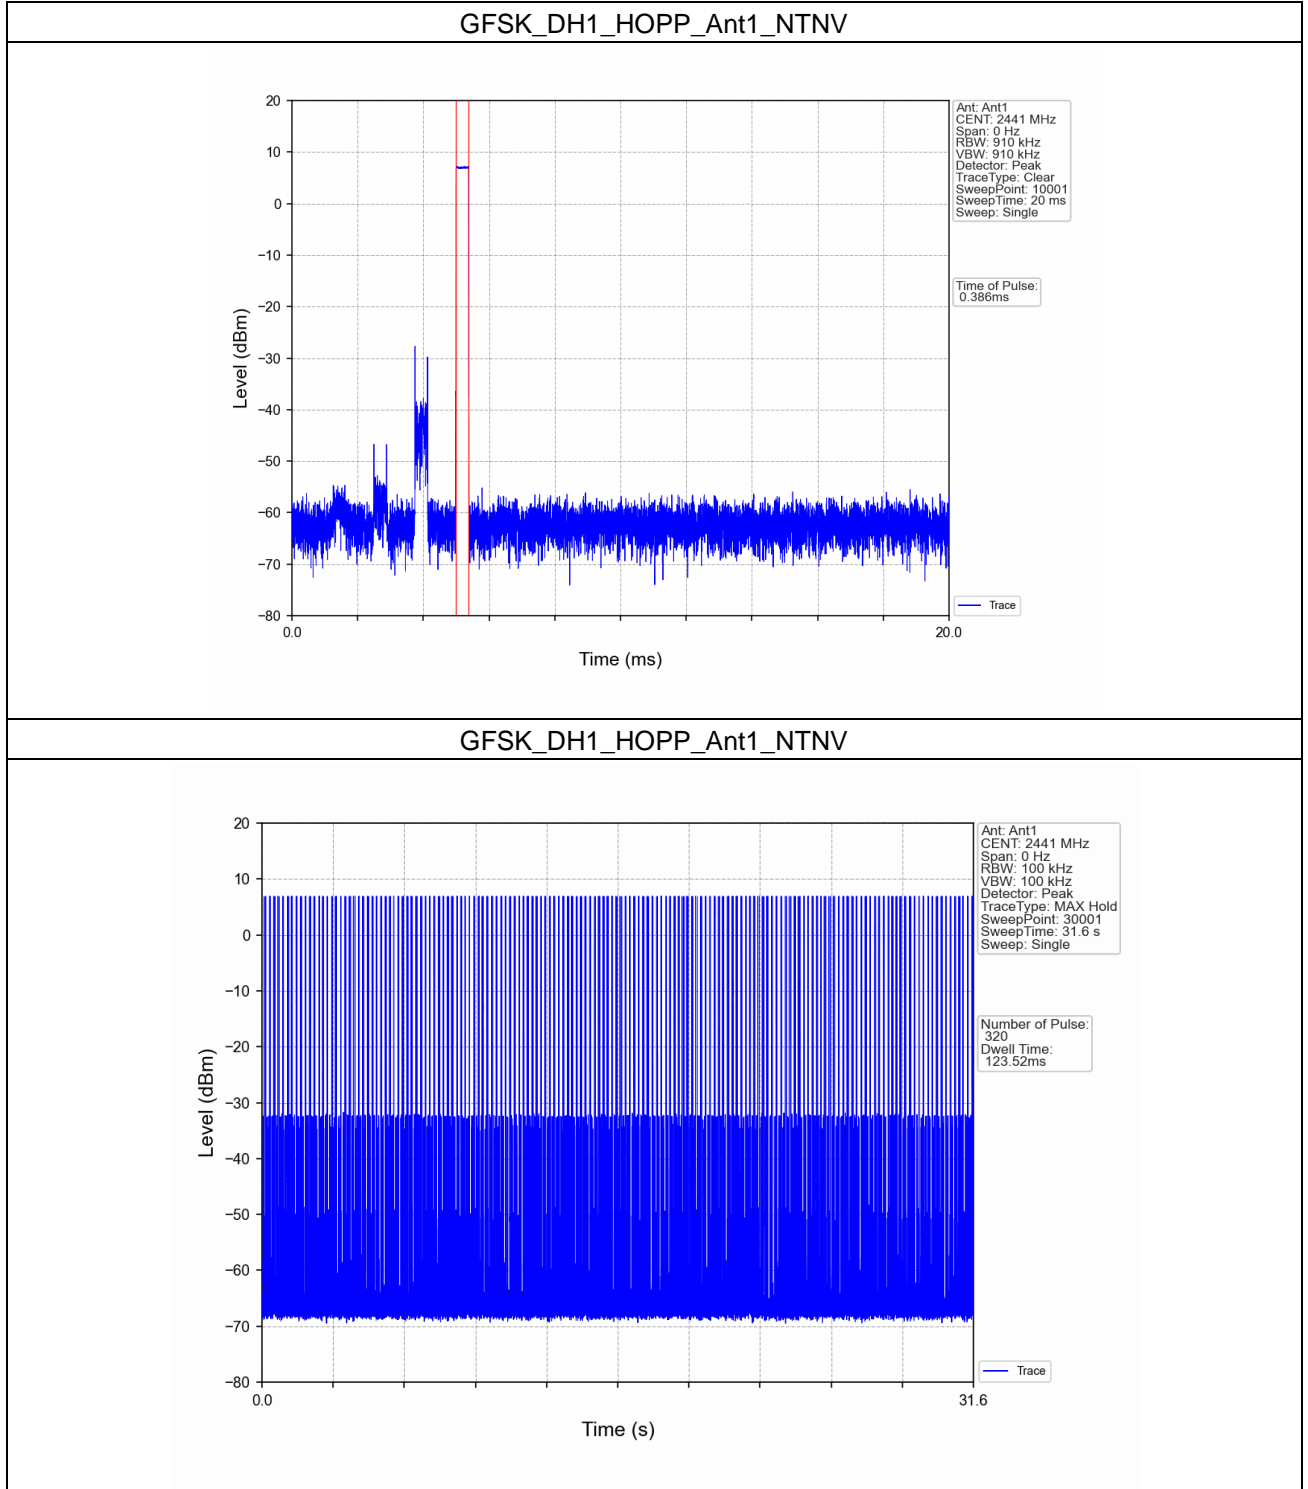 GFSK_DH1_HOPP_Ant1_NTNV
20
10
0
−10
−20
−30
−40
−50
−60
−70
−80
Level (dBm)
0.0
20.0
Time (ms)
Ant: Ant1
CENT: 2441 MHz
Span: 0 Hz
RBW: 910 kHz
VBW: 910 kHz
Detector: Peak
TraceType: Clear
SweepPoint: 10001
SweepTime: 20 ms
Sweep: Single
Time of Pulse:
0.386ms
Trace
GFSK_DH1_HOPP_Ant1_NTNV
20
10
0
−10
−20
−30
−40
−50
−60
−70
−80
Level (dBm)
0.0
31.6
Time (s)
Ant: Ant1
CENT: 2441 MHz
Span: 0 Hz
RBW: 100 kHz
VBW: 100 kHz
Detector: Peak
TraceType: MAX Hold
SweepPoint: 30001
SweepTime: 31.6 s
Sweep: Single
Number of Pulse:
320
Dwell Time:
123.52ms
Trace